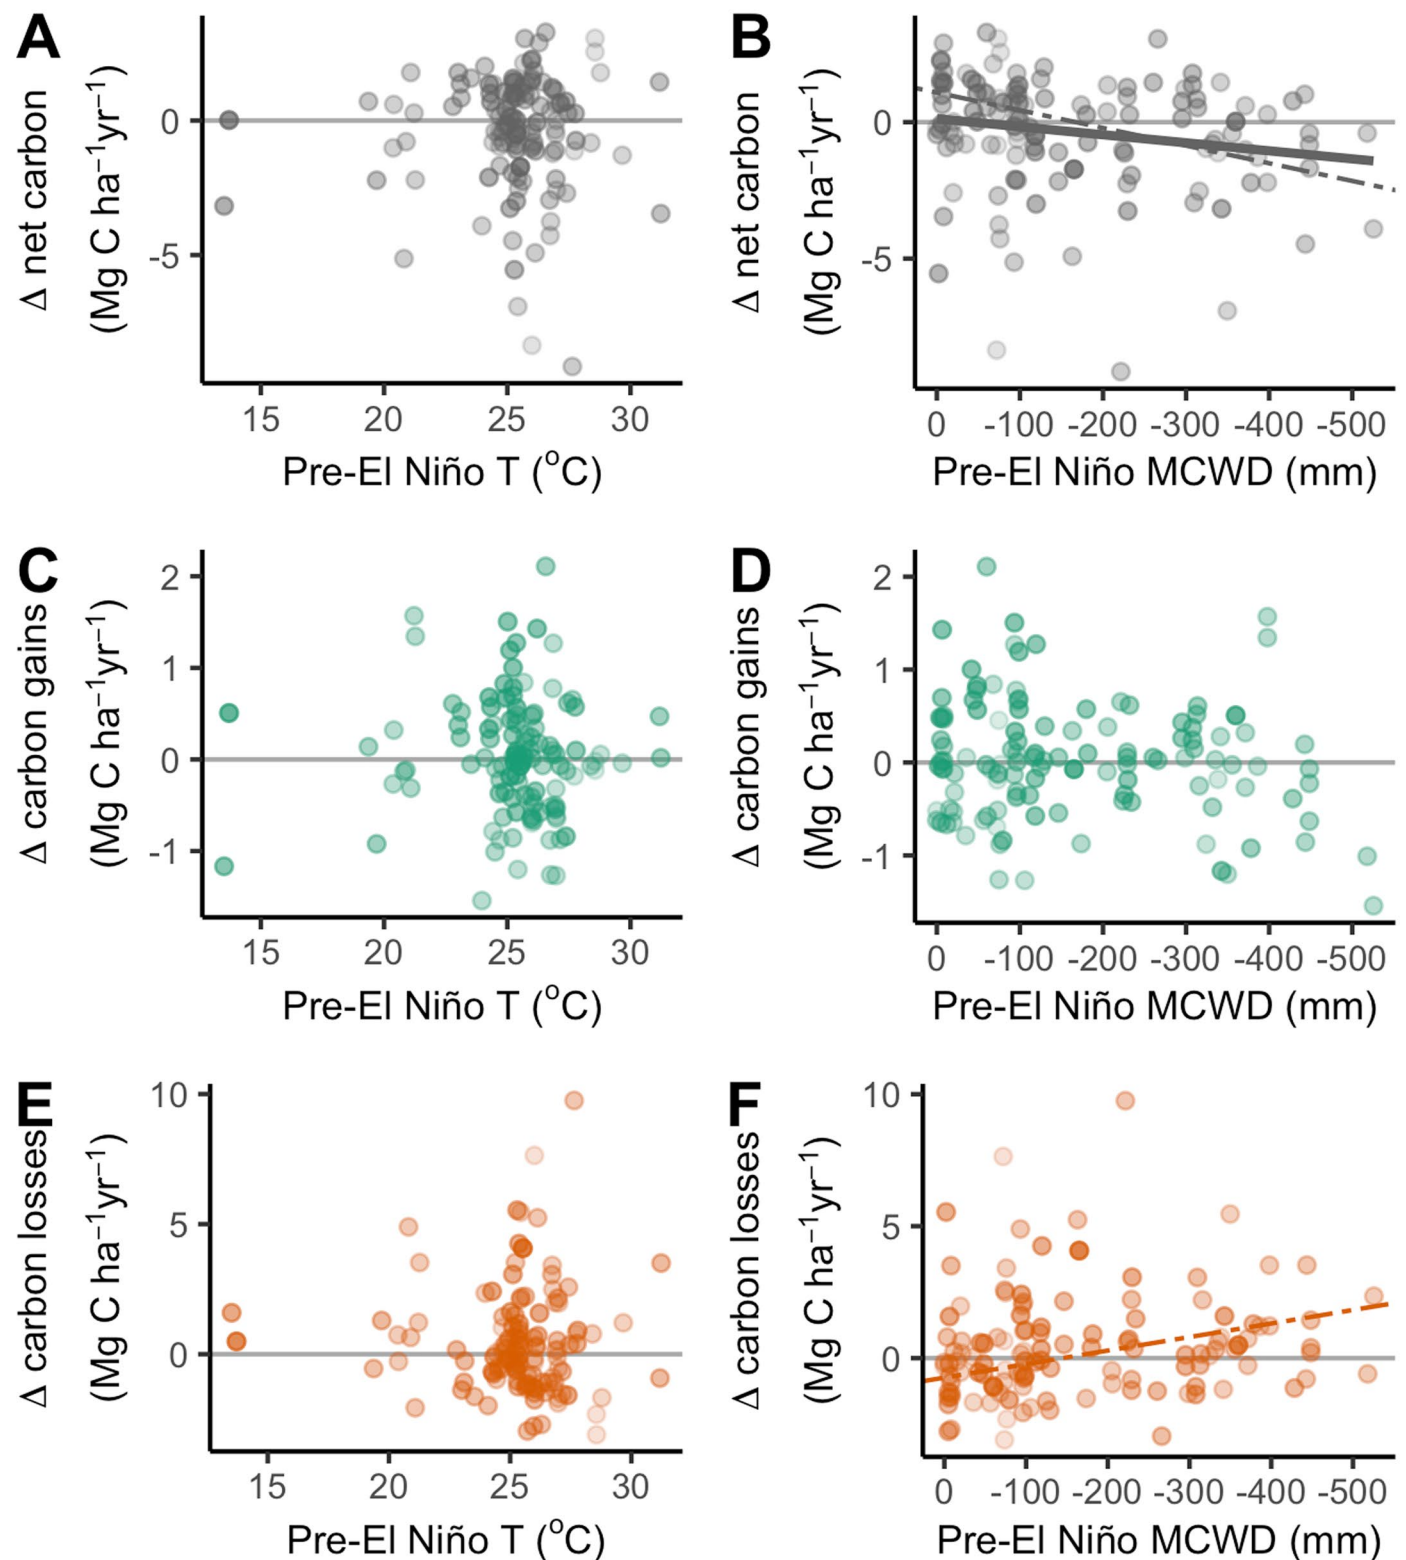 A
Δ net carbon
(Mg C ha⁻¹yr⁻¹)
0
-5
15 20 25 30
Pre-El Niño T (°C)
B
Δ net carbon
(Mg C ha⁻¹yr⁻¹)
0
-5
0 -100 -200 -300 -400 -500
Pre-El Niño MCWD (mm)
C
Δ carbon gains
(Mg C ha⁻¹yr⁻¹)
2
1
0
-1
15 20 25 30
Pre-El Niño T (°C)
D
Δ carbon gains
(Mg C ha⁻¹yr⁻¹)
2
1
0
-1
0 -100 -200 -300 -400 -500
Pre-El Niño MCWD (mm)
E
Δ carbon losses
(Mg C ha⁻¹yr⁻¹)
10
5
0
15 20 25 30
Pre-El Niño T (°C)
F
Δ carbon losses
(Mg C ha⁻¹yr⁻¹)
10
5
0
0 -100 -200 -300 -400 -500
Pre-El Niño MCWD (mm)